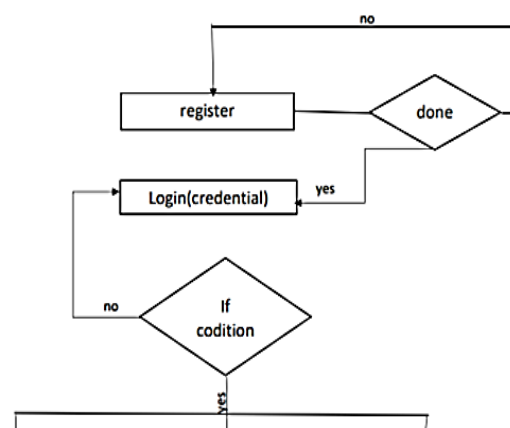 no
register
done
Login(credential)
yes
no
If
codition
yes